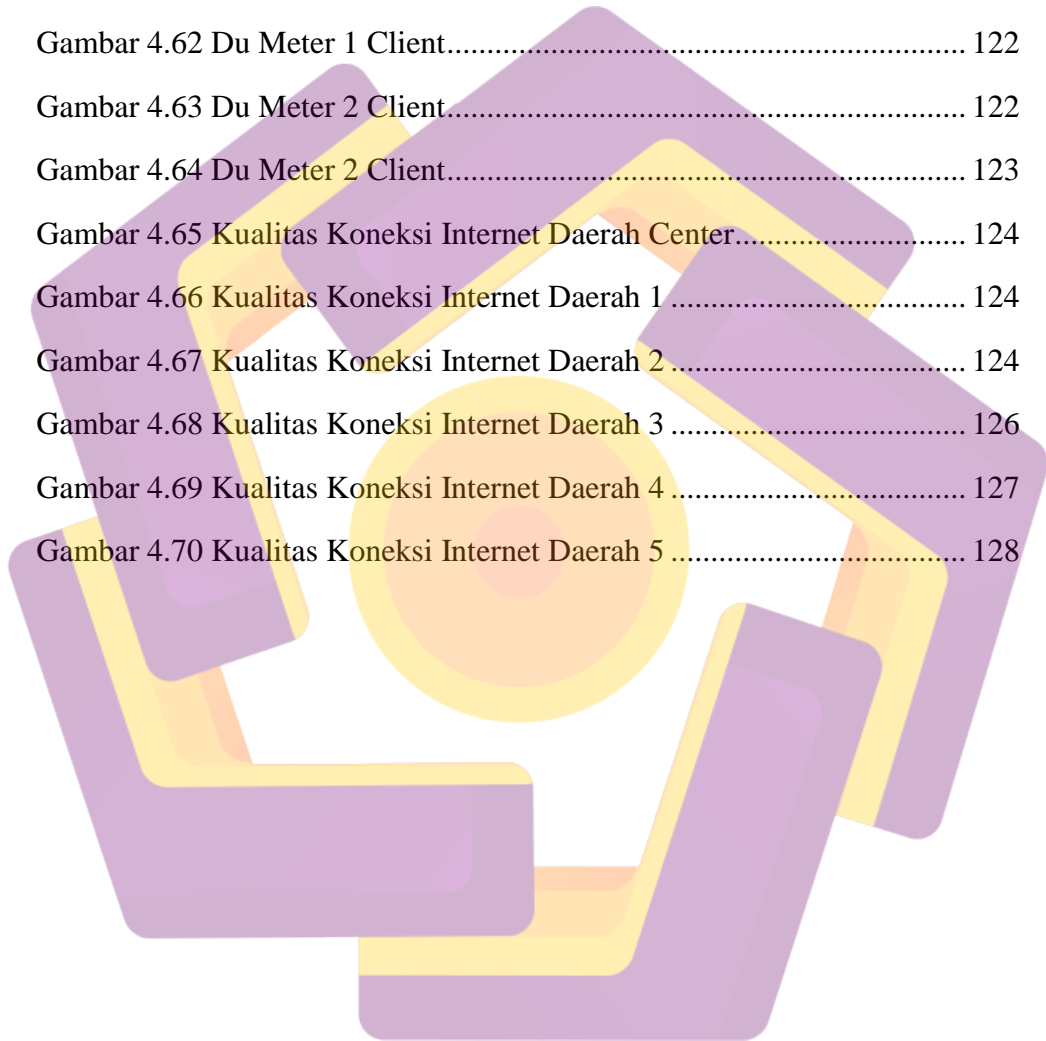 Gambar 4.62 Du Meter 1 Client................................................................ 122
Gambar 4.63 Du Meter 2 Client................................................................ 122
Gambar 4.64 Du Meter 2 Client................................................................ 123
Gambar 4.65 Kualitas Koneksi Internet Daerah Center............................ 124
Gambar 4.66 Kualitas Koneksi Internet Daerah 1 .................................... 124
Gambar 4.67 Kualitas Koneksi Internet Daerah 2 .................................... 124
Gambar 4.68 Kualitas Koneksi Internet Daerah 3 .................................... 126
Gambar 4.69 Kualitas Koneksi Internet Daerah 4 .................................... 127
Gambar 4.70 Kualitas Koneksi Internet Daerah 5 .................................... 128